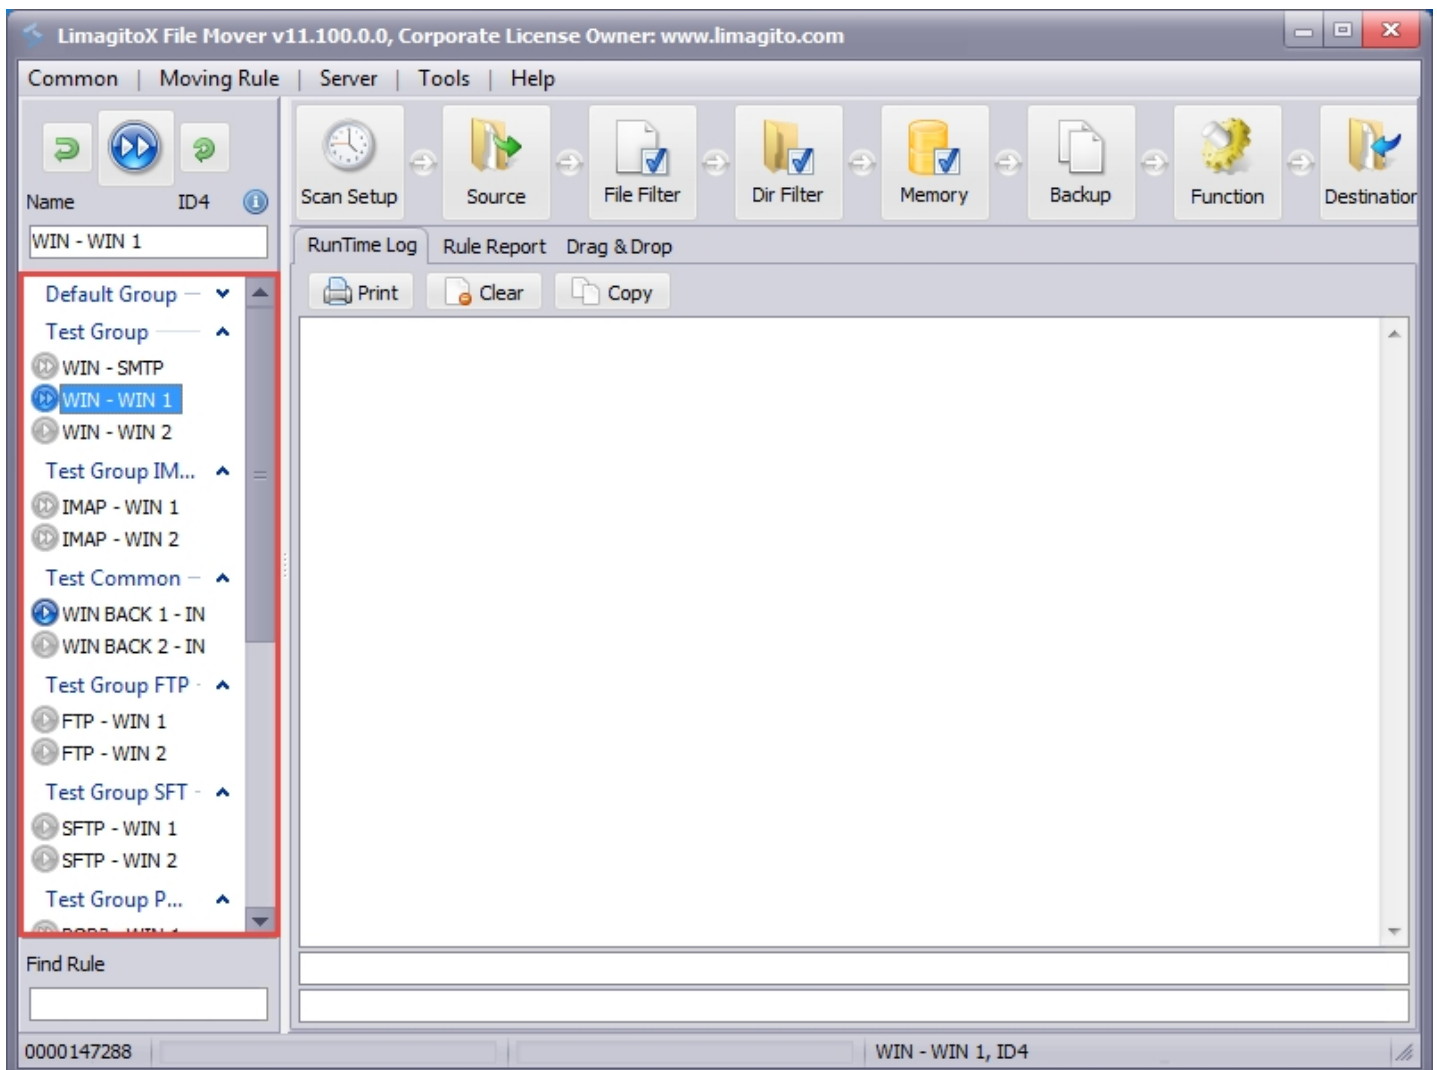 LimagitoX File Mover v11.100.0.0, Corporate License Owner: www.limagito.com
Common | Moving Rule | Server | Tools | Help
Scan Setup
Source
File Filter
Dir Filter
Memory
Backup
Function
Destination
Name ID4
WIN - WIN 1
RunTime Log Rule Report Drag & Drop
Print Clear Copy
Default Group
Test Group
WIN - SMTP
WIN - WIN 1
WIN - WIN 2
Test Group IM...
IMAP - WIN 1
IMAP - WIN 2
Test Common
WIN BACK 1 - IN
WIN BACK 2 - IN
Test Group FTP
FTP - WIN 1
FTP - WIN 2
Test Group SFT
SFTP - WIN 1
SFTP - WIN 2
Test Group P...
Find Rule
0000147288
WIN - WIN 1, ID4